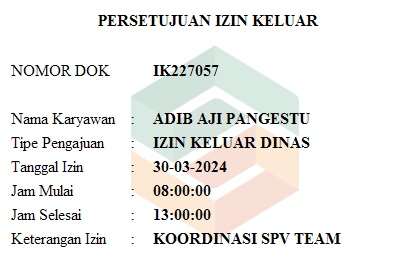 PERSETUJUAN IZIN KELUAR
NOMOR DOK IK227057
Nama Karyawan : ADIB AJI PANGESTU
Tipe Pengajuan : IZIN KELUAR DINAS
Tanggal Izin : 30-03-2024
Jam Mulai : 08:00:00
Jam Selesai : 13:00:00
Keterangan Izin : KOORDINASI SPV TEAM